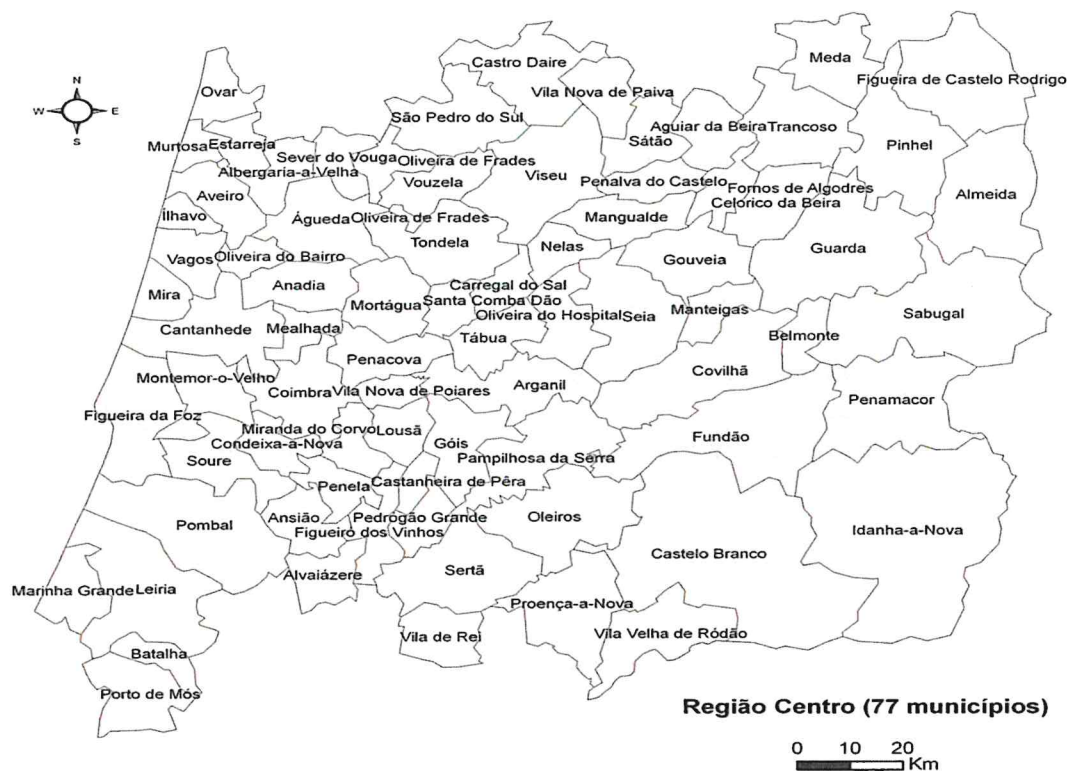 Castro Daire
Meda
Figueira de Castelo Rodrigo
Ovar
Vila Nova de Paiva
N
W
E
S
São Pedro do Sul
Aguiar da Beira
Trancoso
Murtosa
Estarreja
Sátão
Pinhel
Sever do Vouga
Oliveira de Frades
Albergaria-a-Velha
Viseu
Vouzela
Penalva do Castelo
Fornos de Algodres
Almeida
Aveiro
Celorico da Beira
Ílhavo
Águeda
Oliveira de Frades
Mangualde
Tondela
Nelas
Guarda
Vagos
Oliveira do Bairro
Gouveia
Anadia
Carregal do Sal
Mira
Mortágua
Santa Comba Dão
Manteigas
Sabugal
Oliveira do Hospital
Seia
Cantanhede
Mealhada
Tábua
Belmonte
Penacova
Covilhã
Montemor-o-Velho
Coimbra
Vila Nova de Poiares
Arganil
Penamacor
Figueira da Foz
Miranda do Corvo
Lousã
Condeixa-a-Nova
Góis
Fundão
Soure
Pampilhosa da Serra
Penela
Castanheira de Pêra
Pombal
Ansião
Pedrógão Grande
Oleiros
Idanha-a-Nova
Figueiró dos Vinhos
Castelo Branco
Alvaiázere
Sertã
Marinha Grande
Leiria
Proença-a-Nova
Vila de Rei
Vila Velha de Ródão
Batalha
Porto de Mós
Região Centro (77 municípios)
0 10 20
Km